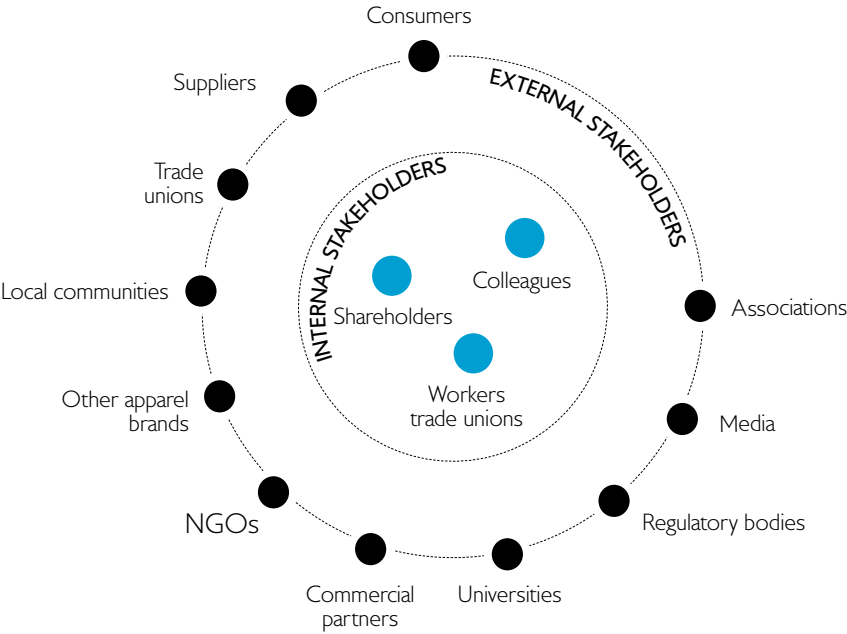 Consumers
Suppliers
EXTERNAL STAKEHOLDERS
Trade
unions
INTERNAL STAKEHOLDERS
Colleagues
Local communities
Shareholders
Associations
Workers
trade unions
Other apparel
brands
Media
NGOs
Regulatory bodies
Commercial
partners
Universities